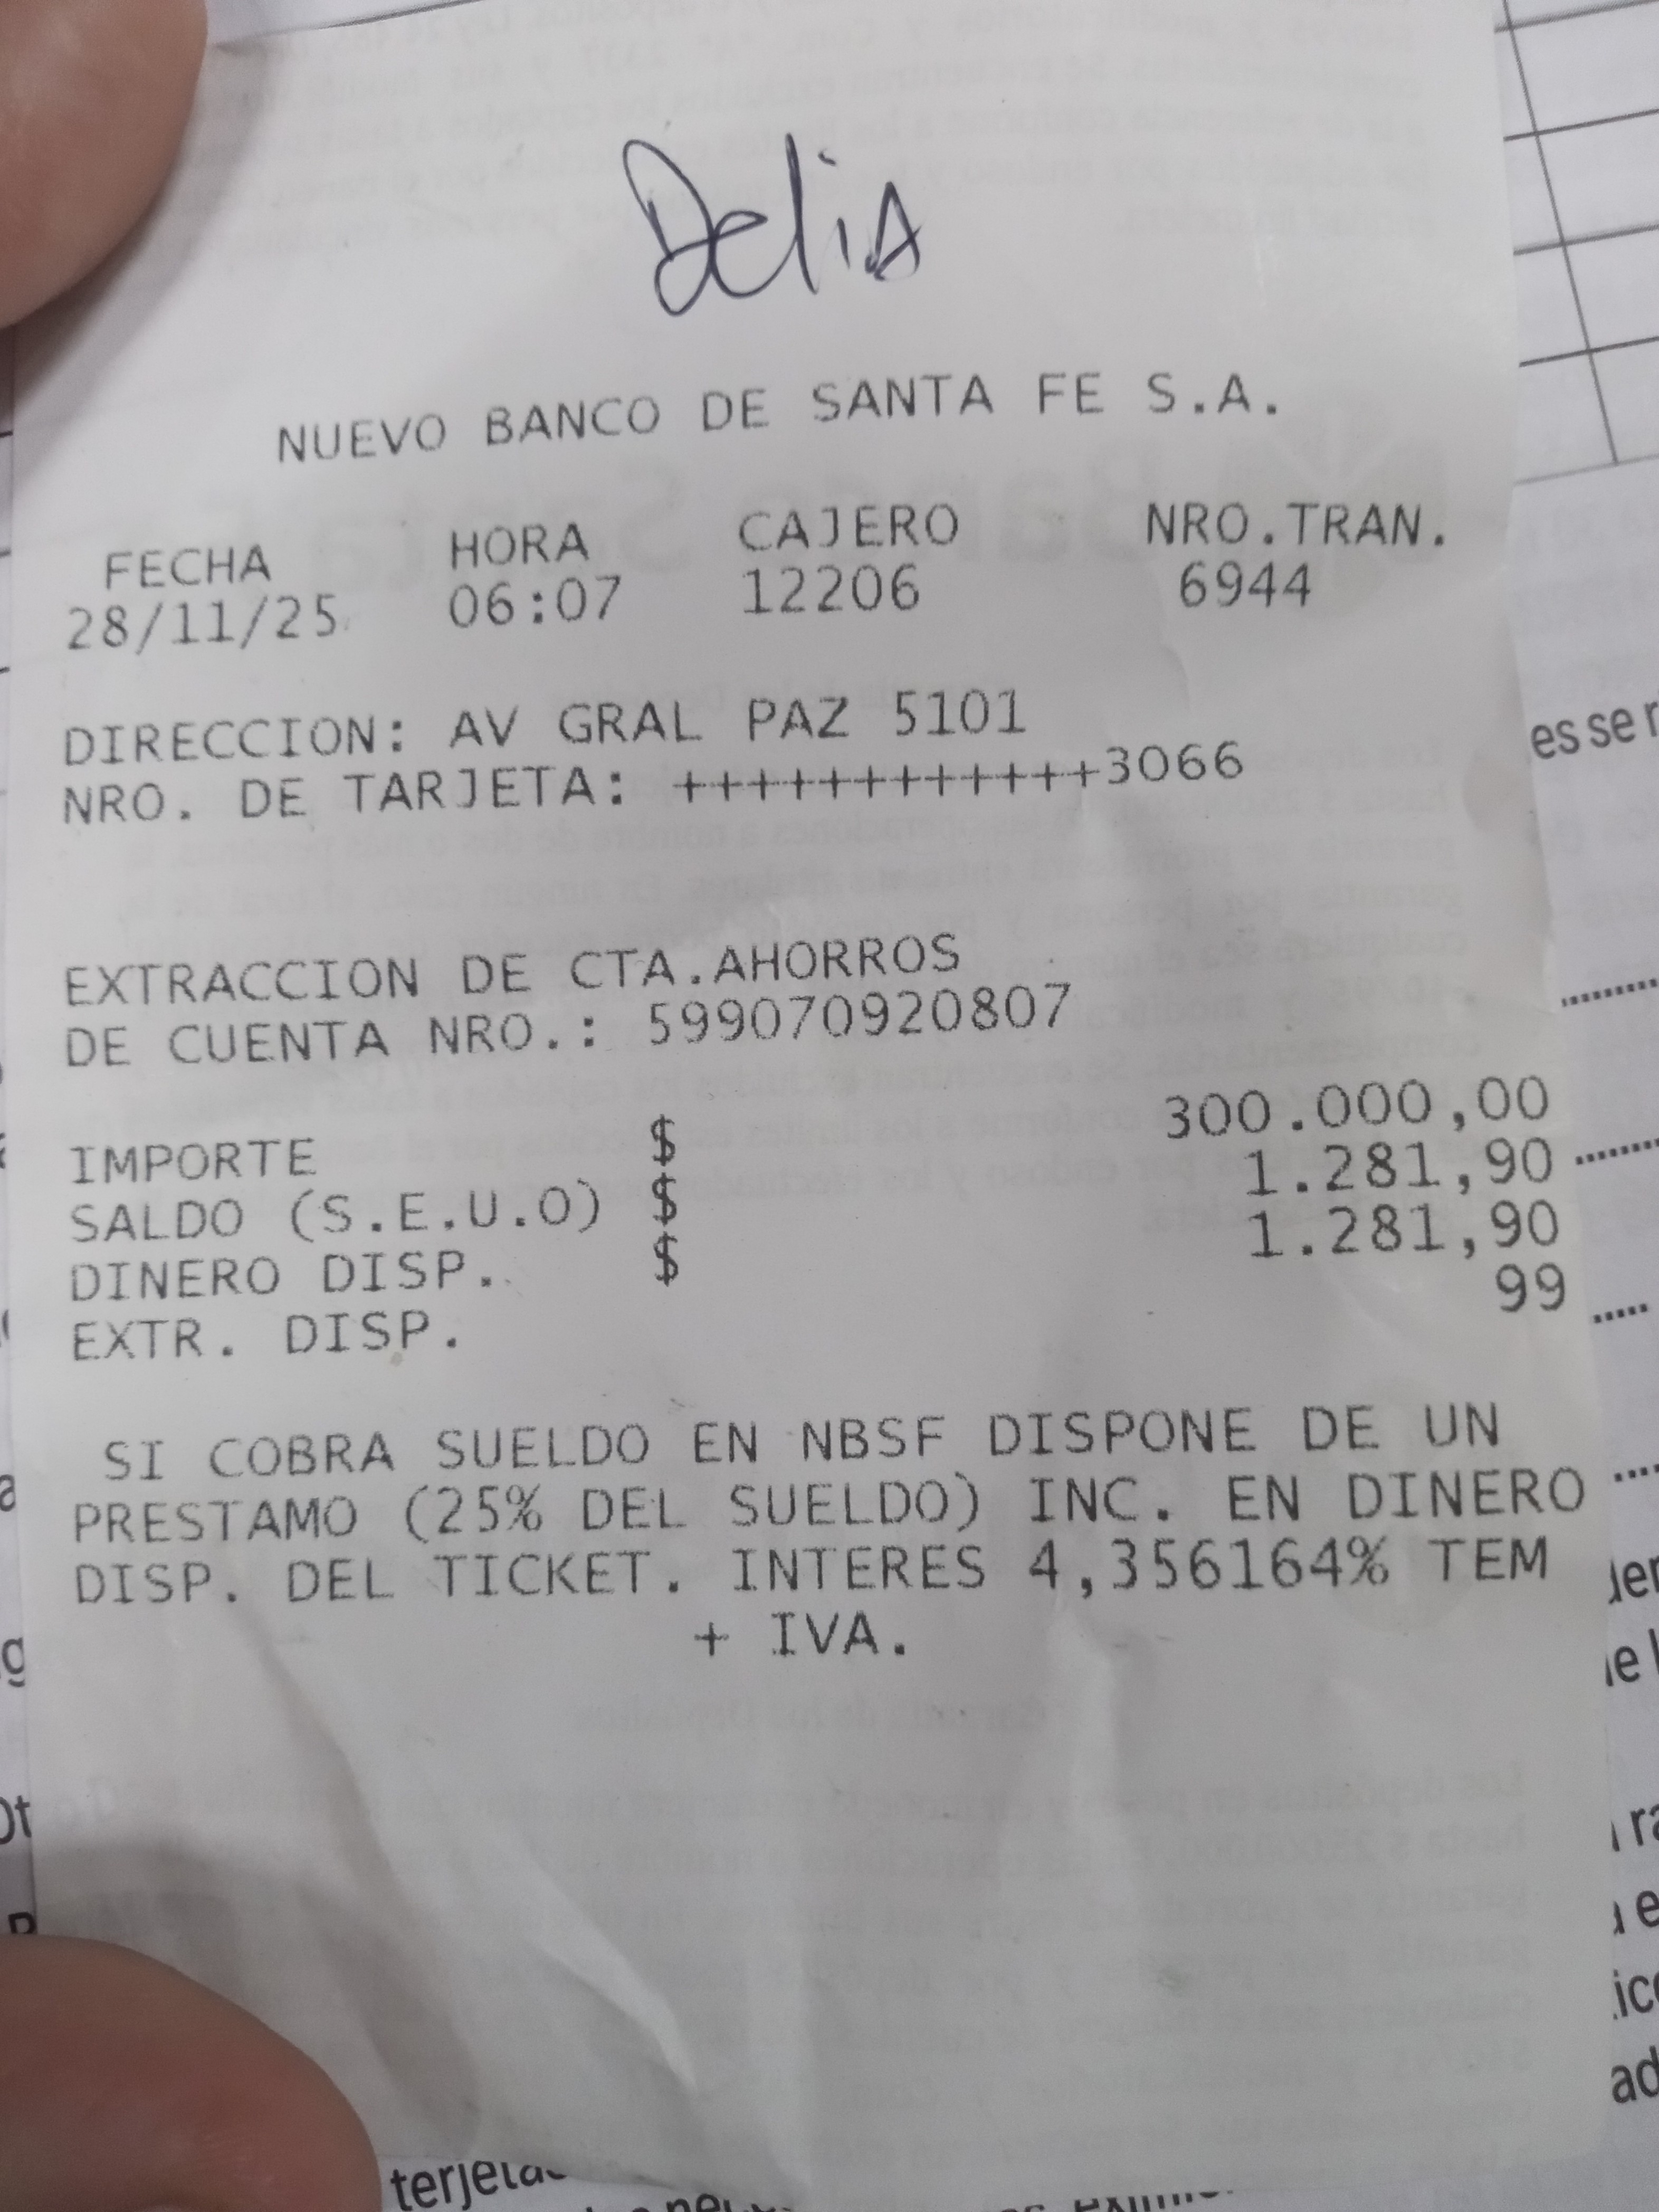 Delia
NUEVO BANCO DE SANTA FE S.A.
FECHA HORA CAJERO NRO.TRAN.
28/11/25 06:07 12206 6944
DIRECCION: AV GRAL PAZ 5101
NRO. DE TARJETA: ++++++++++++3066
EXTRACCION DE CTA.AHORROS
DE CUENTA NRO.: 599070920807
IMPORTE $ 300.000,00
SALDO (S.E.U.O) $ 1.281,90
DINERO DISP. $ 1.281,90
EXTR. DISP. 99
SI COBRA SUELDO EN NBSF DISPONE DE UN
PRESTAMO (25% DEL SUELDO) INC. EN DINERO
DISP. DEL TICKET. INTERES 4,356164% TEM
+ IVA.
es se